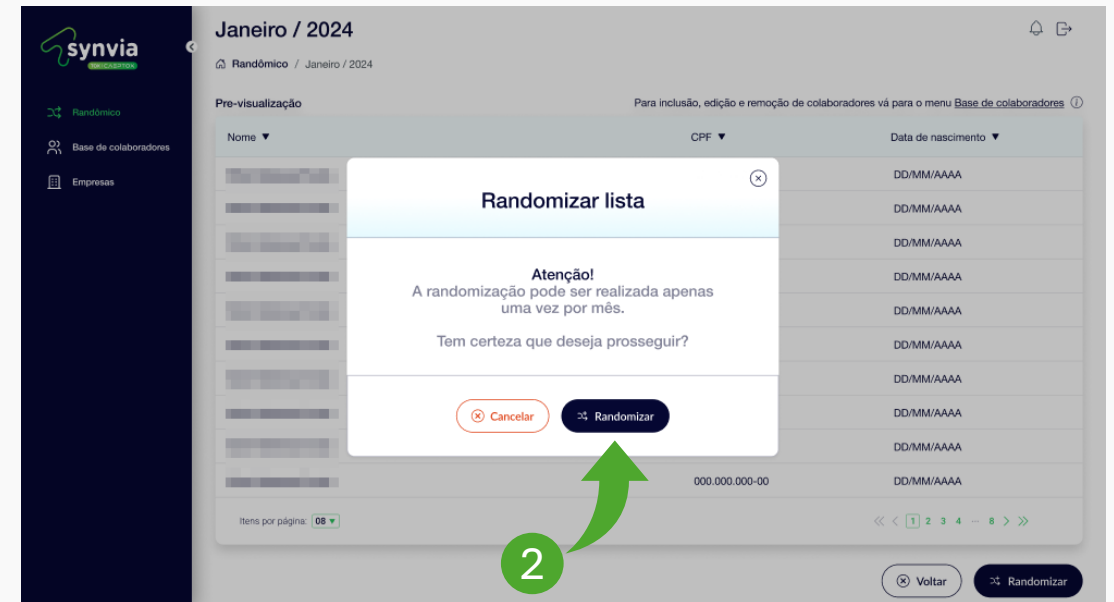 Janeiro / 2024
synvia
Randômico / Janeiro / 2024
Randômico
Base de colaboradores
Empresas
Pre-visualização
Para inclusão, edição e remoção de colaboradores vá para o menu Base de colaboradores
Nome ▼ CPF ▼ Data de nascimento ▼
DD/MM/AAAA
DD/MM/AAAA
DD/MM/AAAA
DD/MM/AAAA
DD/MM/AAAA
DD/MM/AAAA
DD/MM/AAAA
DD/MM/AAAA
DD/MM/AAAA
000.000.000-00 DD/MM/AAAA
Randomizar lista
Atenção!
A randomização pode ser realizada apenas
uma vez por mês.
Tem certeza que deseja prosseguir?
Cancelar
Randomizar
Itens por página: 08 ▼
1 2 3 4 ... 8
2
Voltar
Randomizar